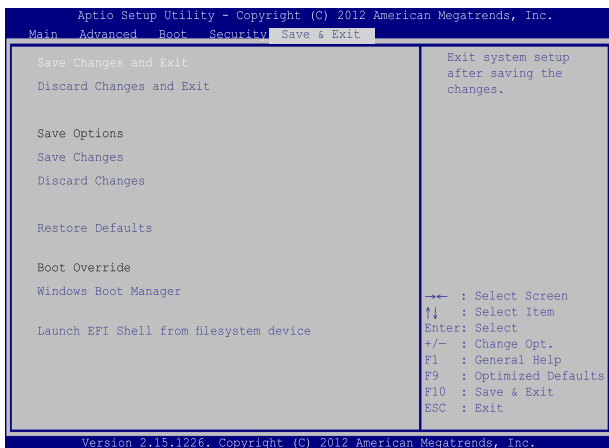 Aptio Setup Utility - Copyright (C) 2012 American Megatrends, Inc.
Main Advanced Boot Security Save & Exit
Save Changes and Exit
Discard Changes and Exit
Save Options
Save Changes
Discard Changes
Restore Defaults
Boot Override
Windows Boot Manager
Launch EFI Shell from filesystem device
Exit system setup
after saving the
changes.
→← : Select Screen
↑↓ : Select Item
Enter: Select
+/— : Change Opt.
F1 : General Help
F9 : Optimized Defaults
F10 : Save & Exit
ESC : Exit
Version 2.15.1226. Copyright (C) 2012 American Megatrends, Inc.